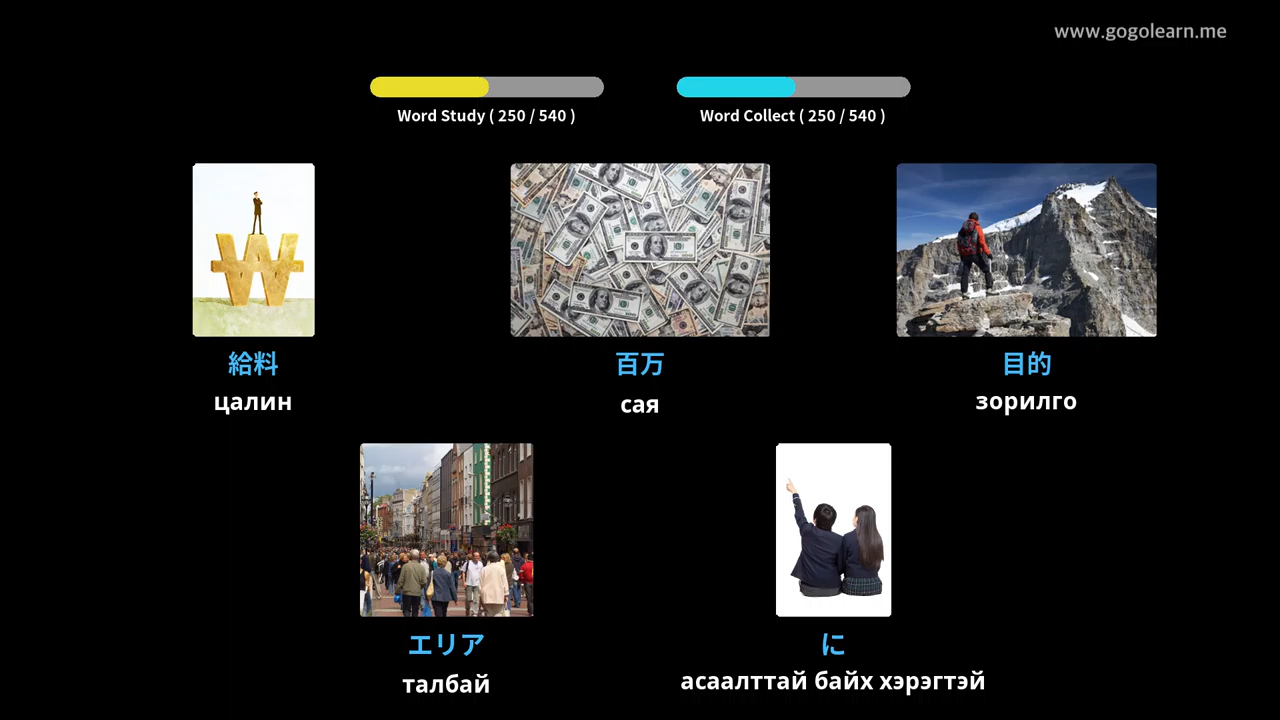 www.gogolearn.me
Word Study ( 250 / 540 )
Word Collect ( 250 / 540 )
給料
цалин
百万
сая
目的
зорилго
エリア
талбай
に
асаалттай байх хэрэгтэй